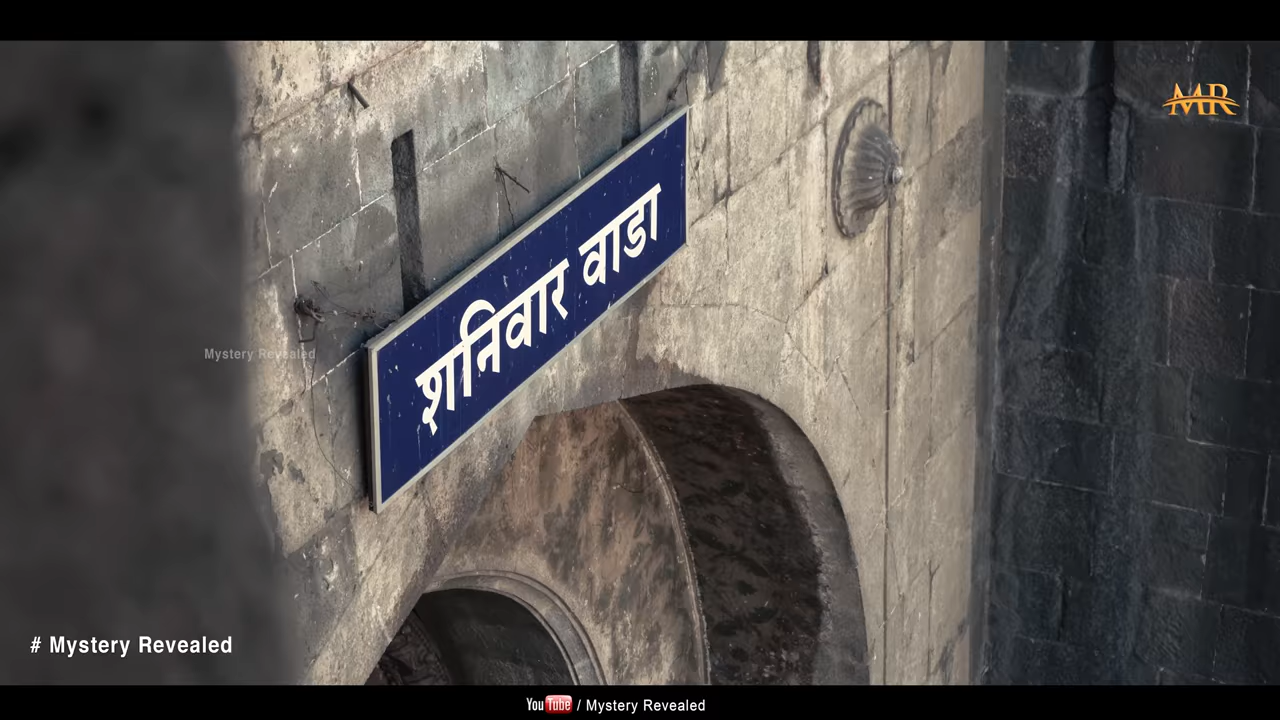 MR
शनिवार वाडा
Mystery Revealed
# Mystery Revealed
YouTube / Mystery Revealed